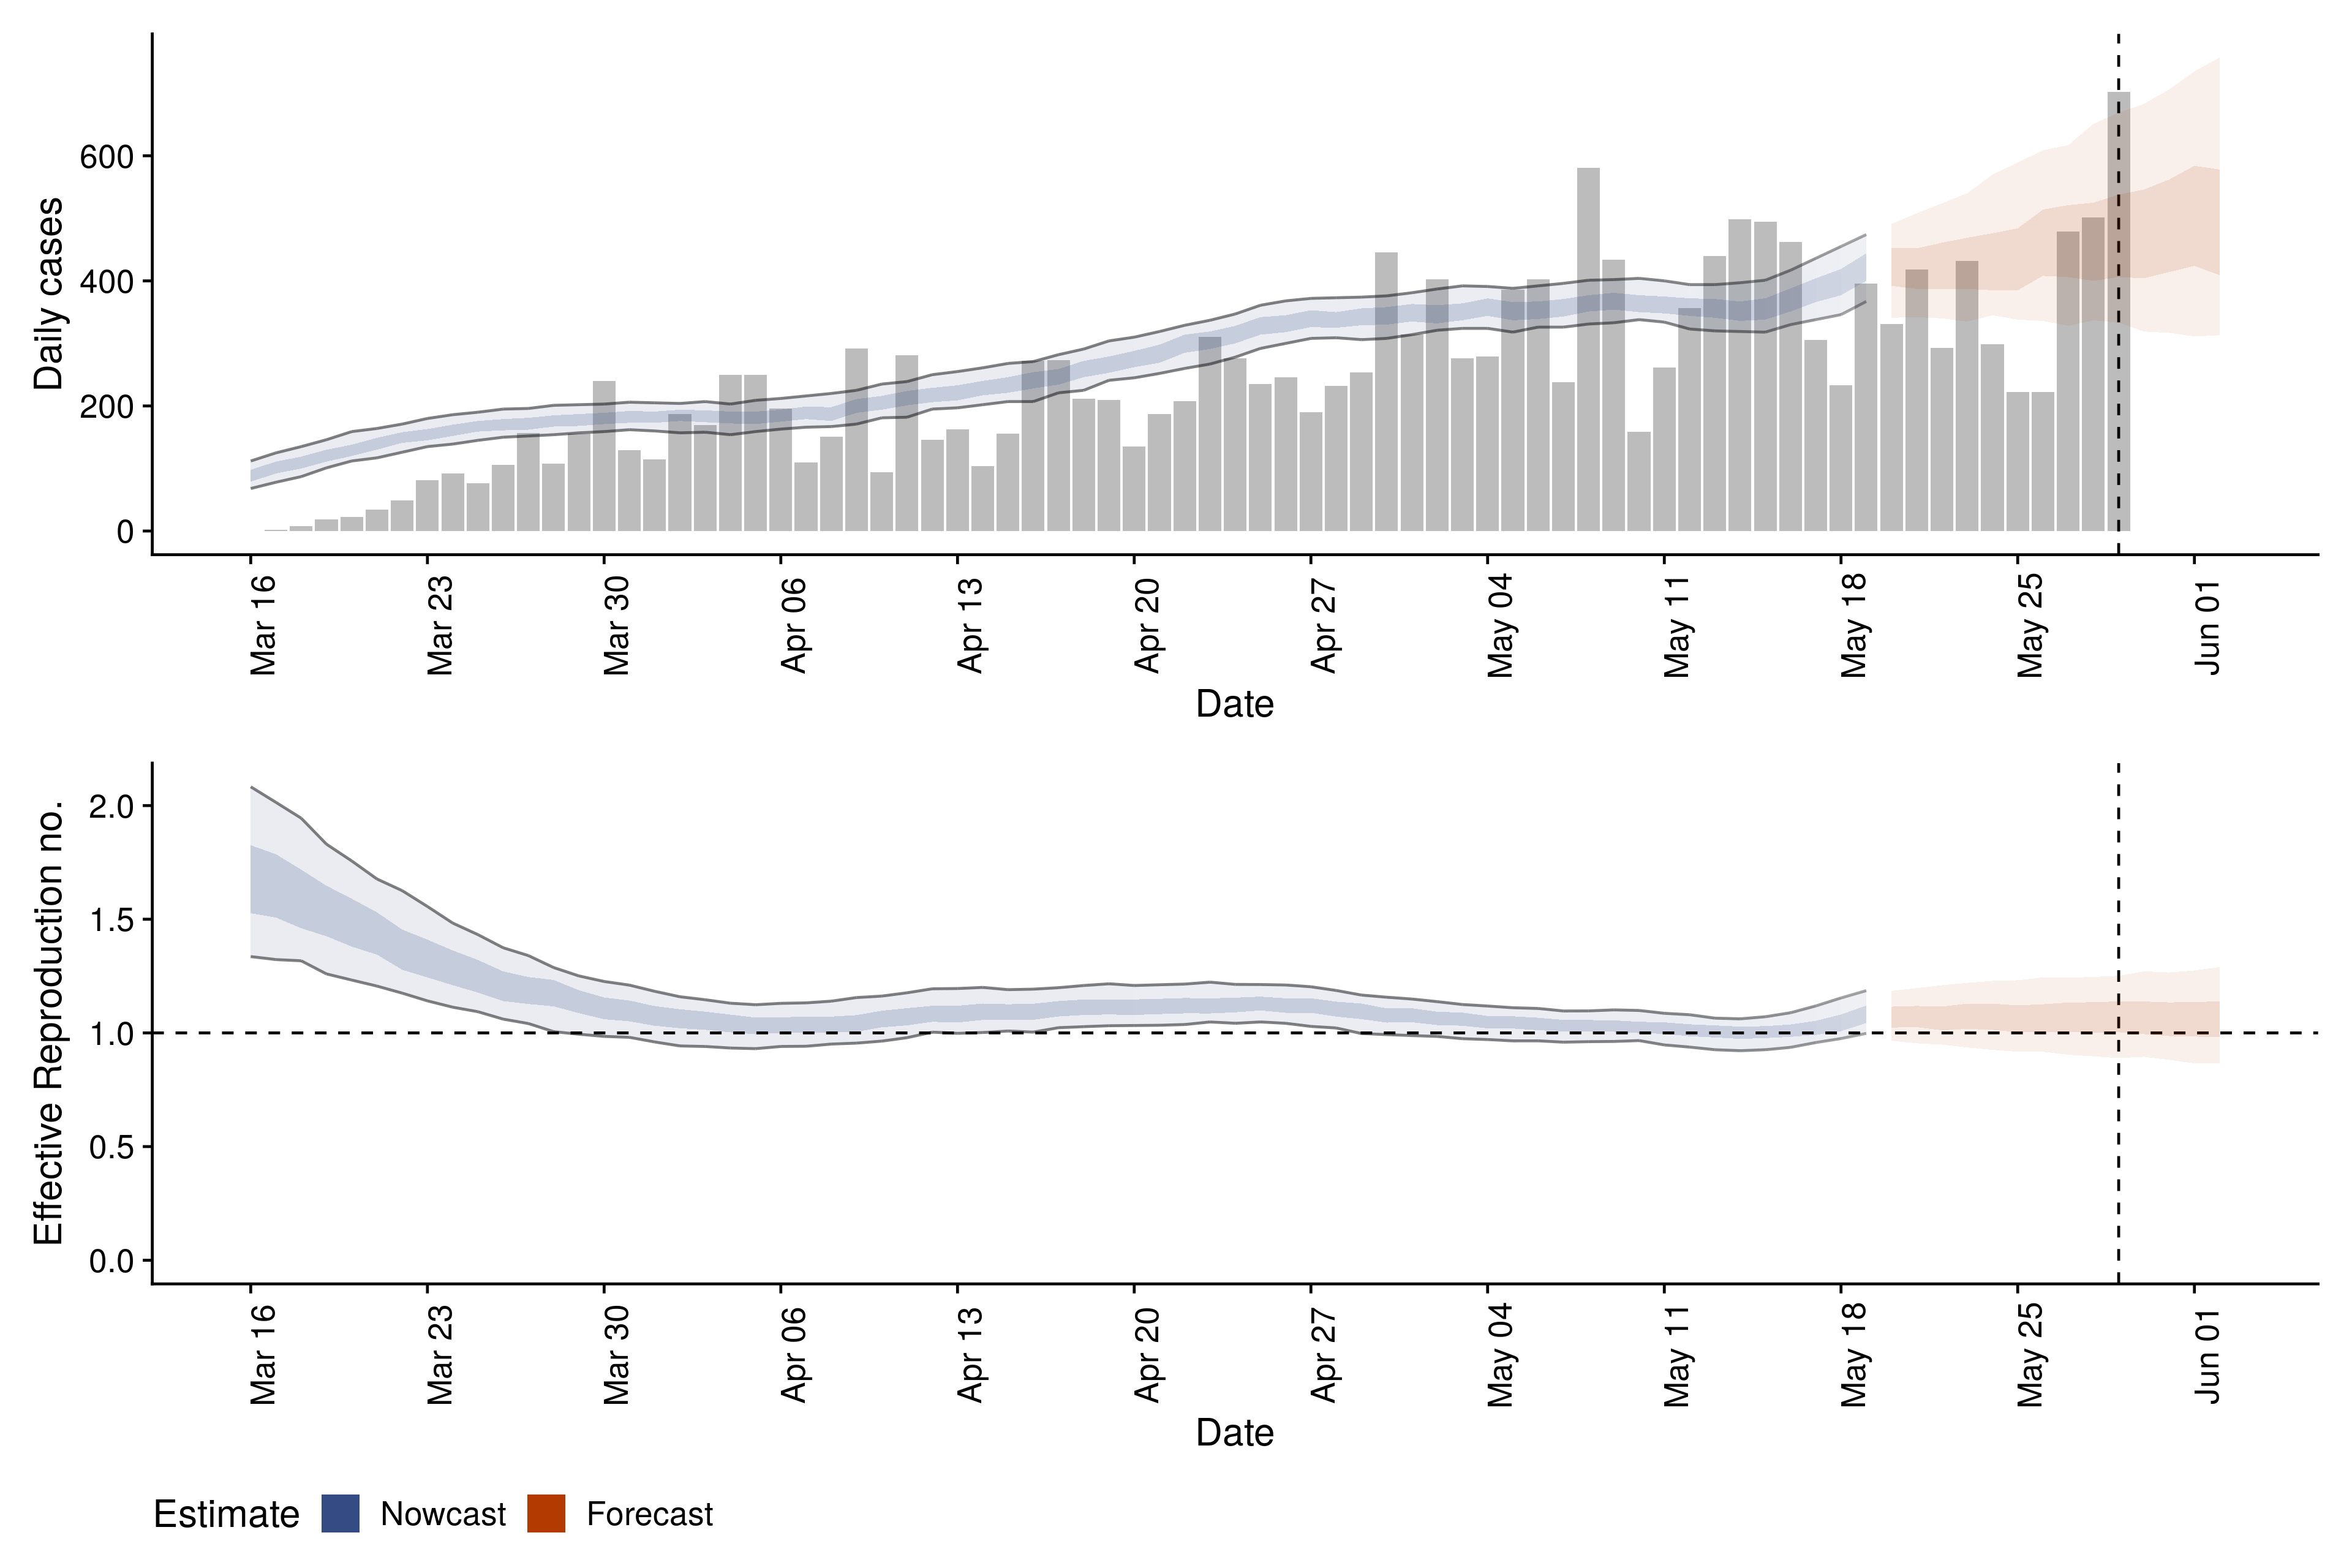 Daily cases
600
400
200
0
Mar 16
Mar 23
Mar 30
Apr 06
Apr 13
Apr 20
Apr 27
May 04
May 11
May 18
May 25
Jun 01
Date
Effective Reproduction no.
2.0
1.5
1.0
0.5
0.0
Mar 16
Mar 23
Mar 30
Apr 06
Apr 13
Apr 20
Apr 27
May 04
May 11
May 18
May 25
Jun 01
Date
Estimate Nowcast Forecast